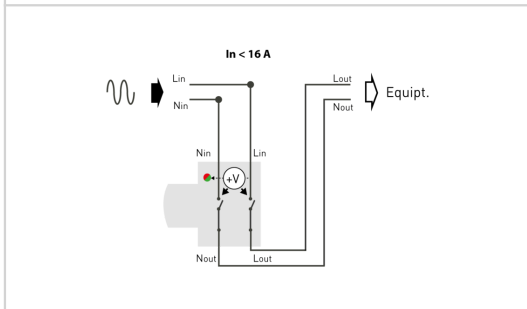 In < 16 A
Lin
Nin
Lout
Nout
Equipt.
Nin
Lin
+V
Nout
Lout